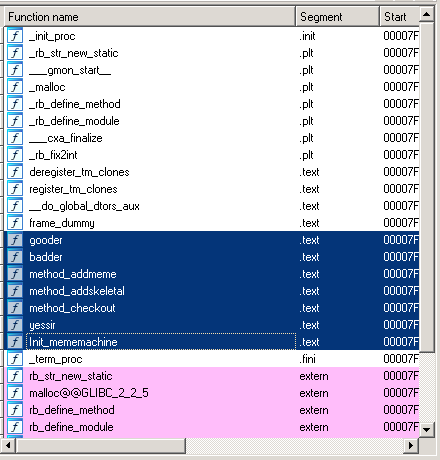 Function name Segment Start
_init_proc .init 00007F
_rb_str_new_static .plt 00007F
___gmon_start__ .plt 00007F
_malloc .plt 00007F
_rb_define_method .plt 00007F
_rb_define_module .plt 00007F
___cxa_finalize .plt 00007F
_rb_fix2int .plt 00007F
deregister_tm_clones .text 00007F
register_tm_clones .text 00007F
__do_global_dtors_aux .text 00007F
frame_dummy .text 00007F
gooder .text 00007F
badder .text 00007F
method_addmeme .text 00007F
method_addskeletal .text 00007F
method_checkout .text 00007F
yessir .text 00007F
Init_mememachine .text 00007F
_term_proc .fini 00007F
rb_str_new_static extern 00007F
malloc@@GLIBC_2_2_5 extern 00007F
rb_define_method extern 00007F
rb_define_module extern 00007F